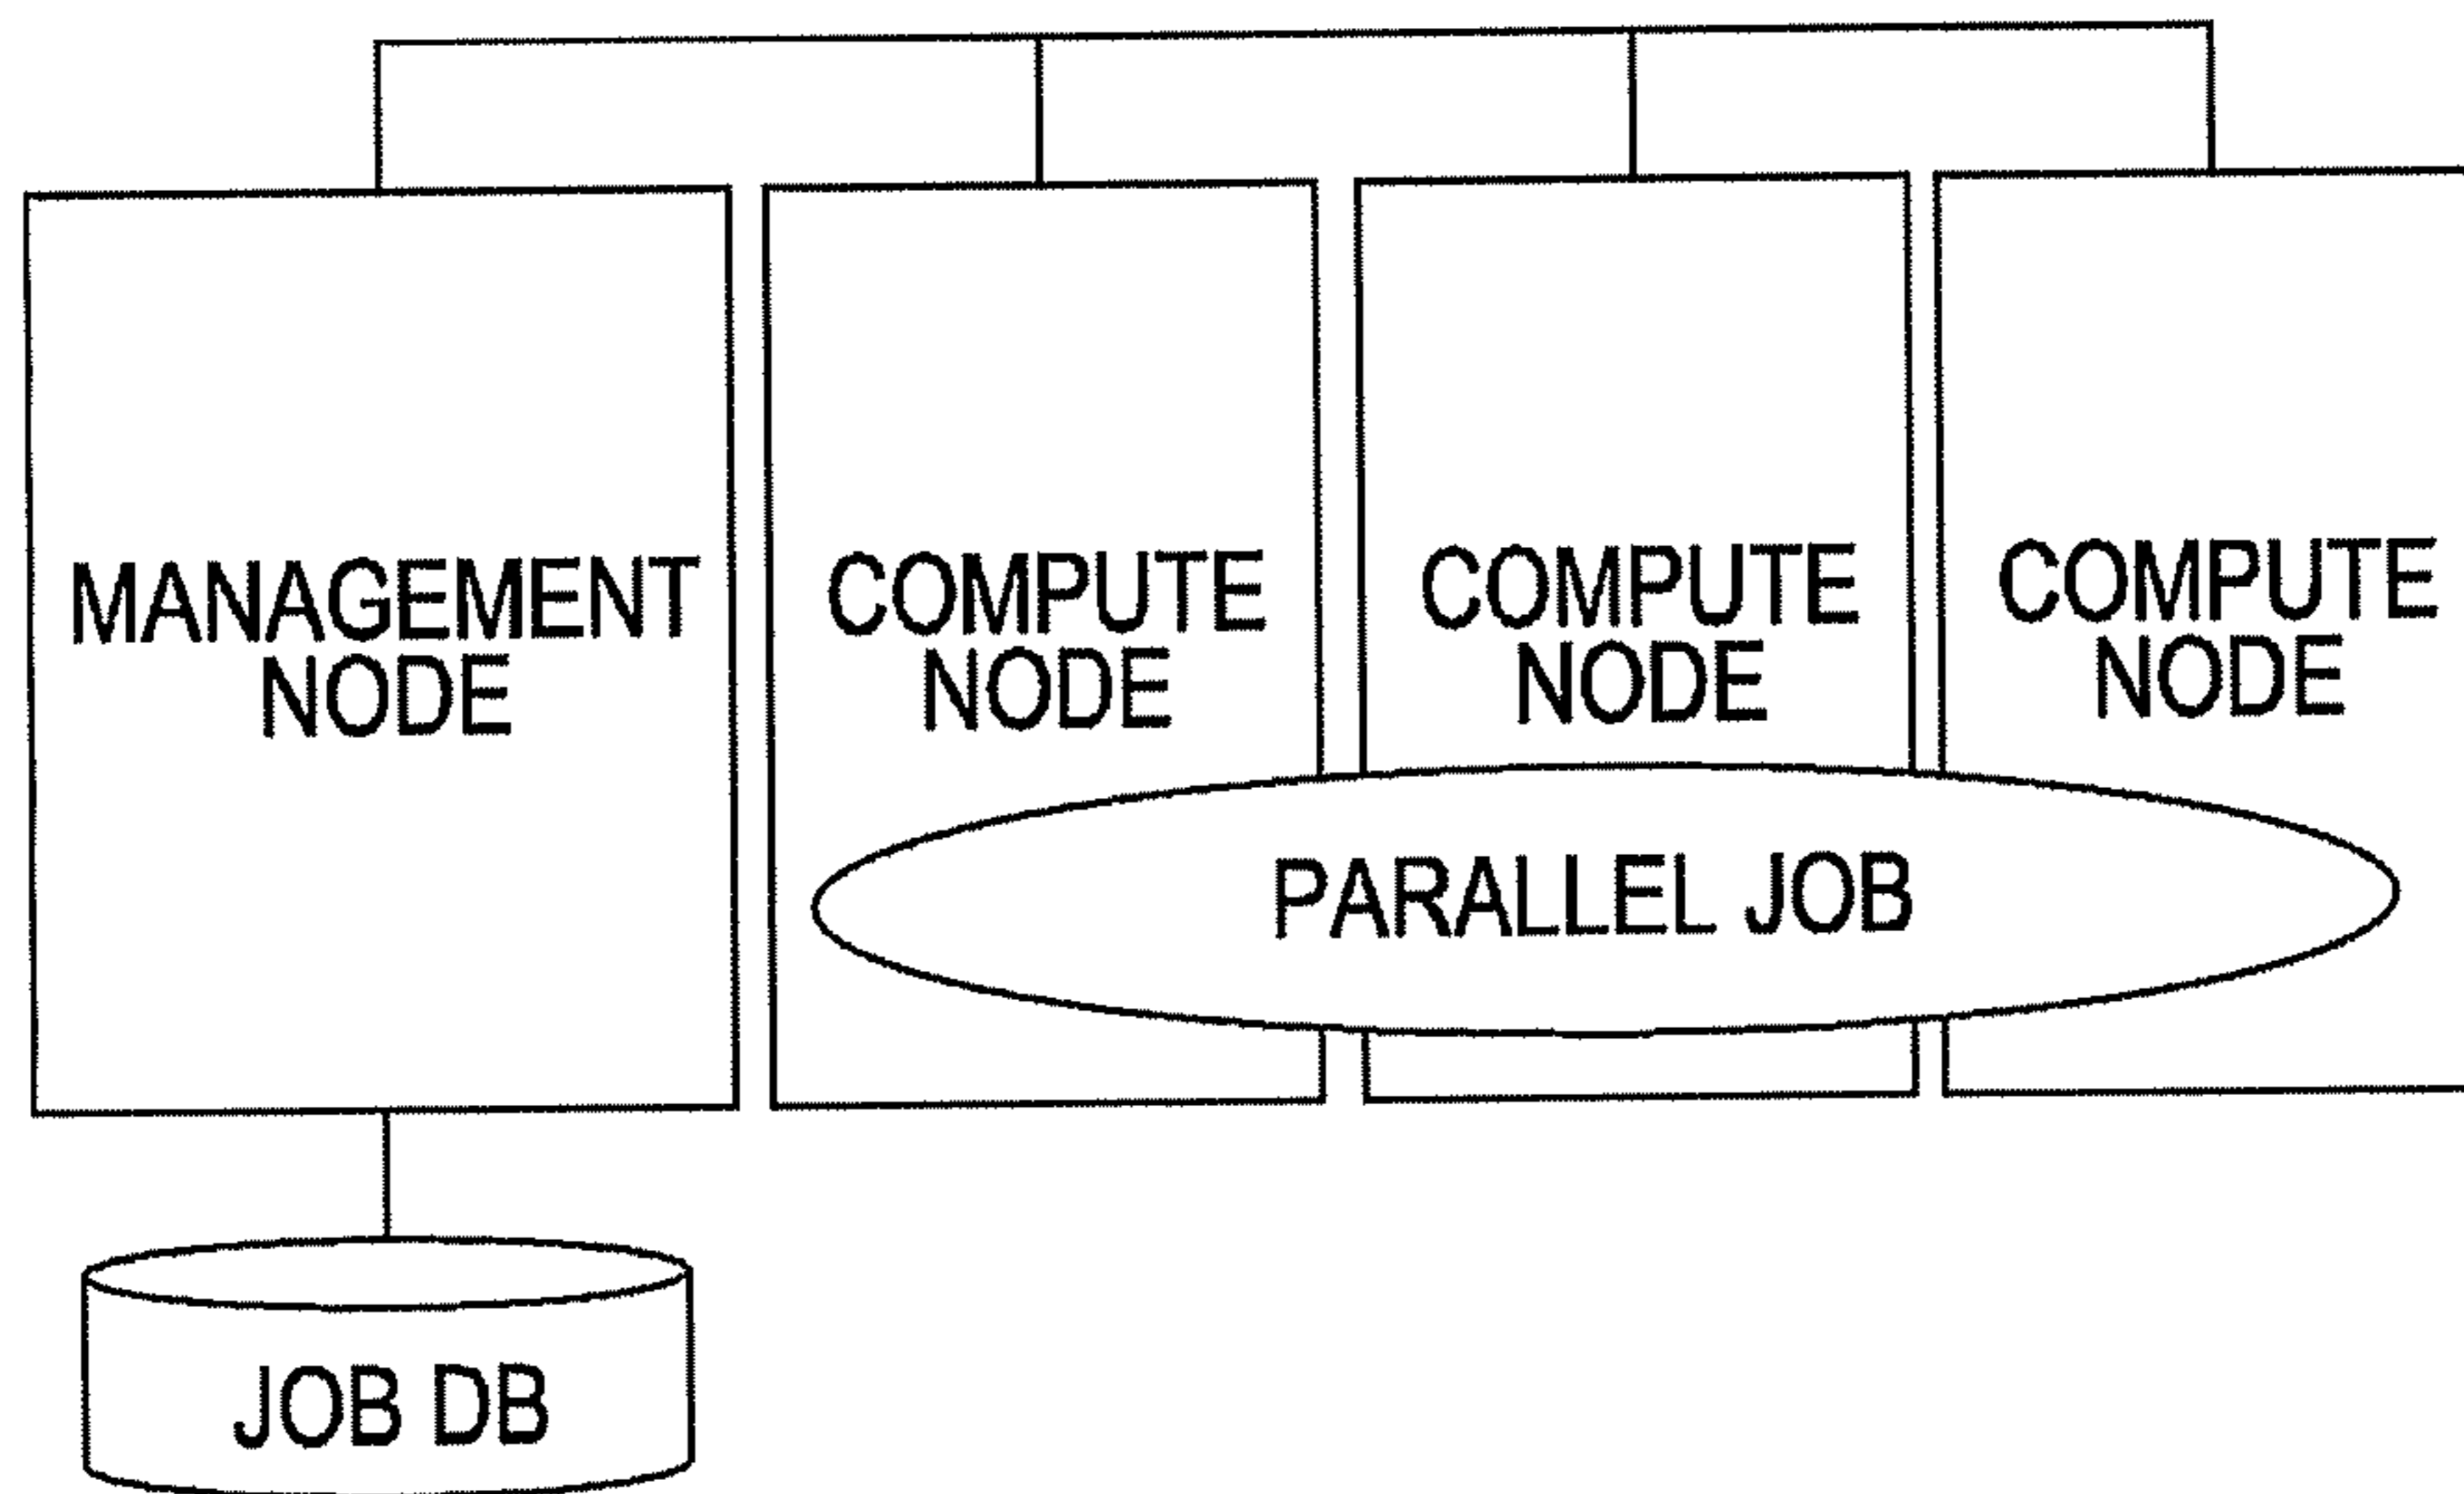 MANAGEMENT
NODE
COMPUTE
NODE
COMPUTE
NODE
COMPUTE
NODE
PARALLEL JOB
JOB DB